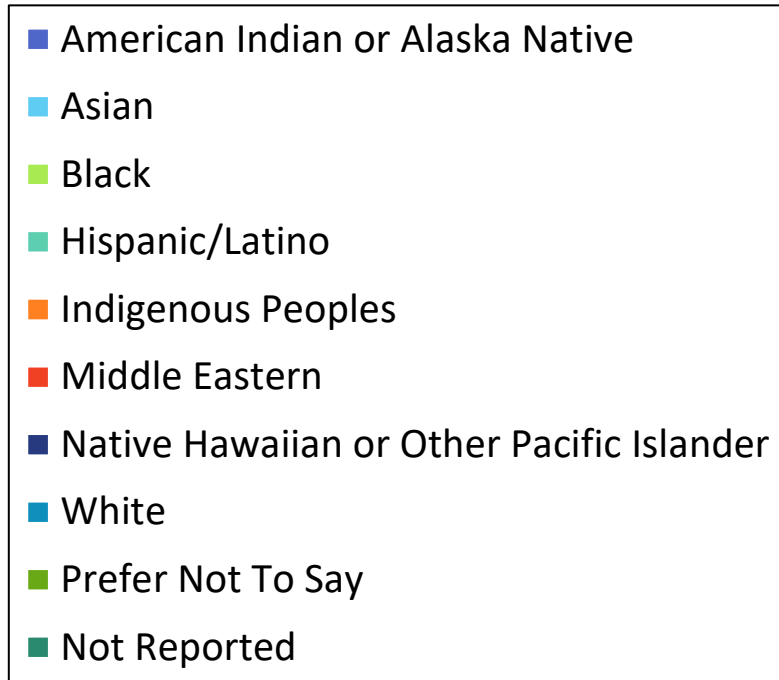 American Indian or Alaska Native
Asian
Black
Hispanic/Latino
Indigenous Peoples
Middle Eastern
Native Hawaiian or Other Pacific Islander
White
Prefer Not To Say
Not Reported